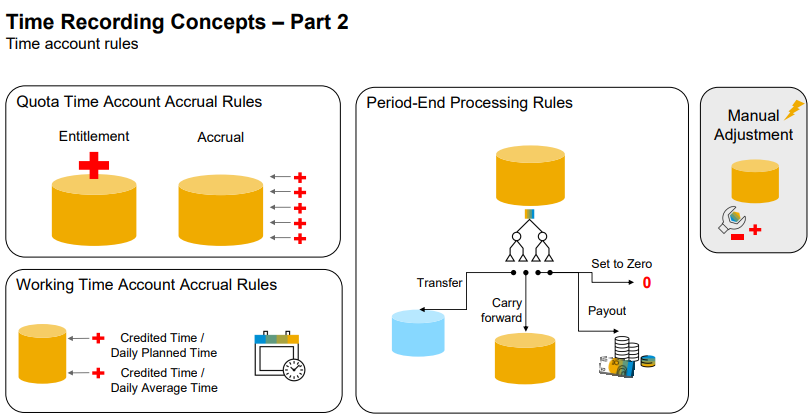 Time Recording Concepts – Part 2
Time account rules
Quota Time Account Accrual Rules
Entitlement
Accrual
Working Time Account Accrual Rules
Credited Time /
Daily Planned Time
Credited Time /
Daily Average Time
Period-End Processing Rules
Transfer
Carry
forward
Set to Zero
0
Payout
Manual
Adjustment